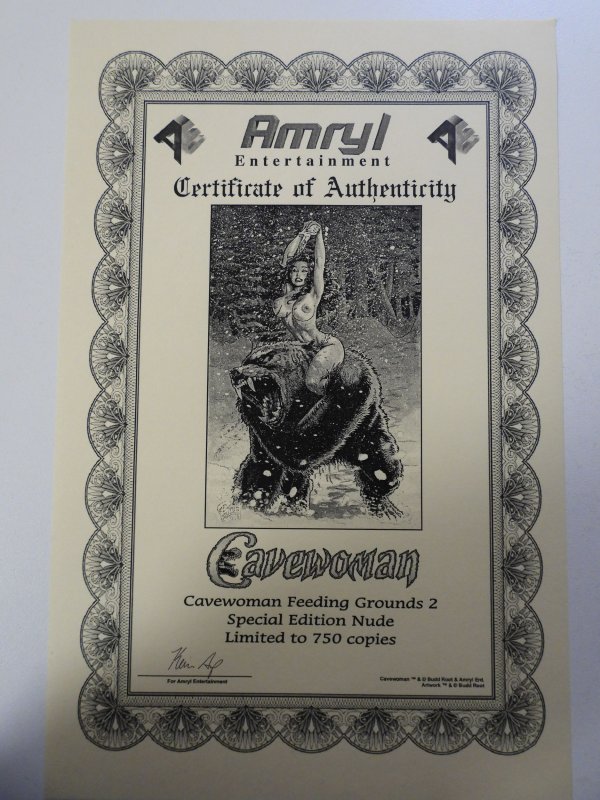 Amryl
Entertainment
Certificate of Authenticity
Cavewoman
Cavewoman Feeding Grounds 2
Special Edition Nude
Limited to 750 copies
For Amryl Entertainment
Cavewoman ™ & © Budd Root & Amryl Ent.
Artwork ™ & © Budd Root